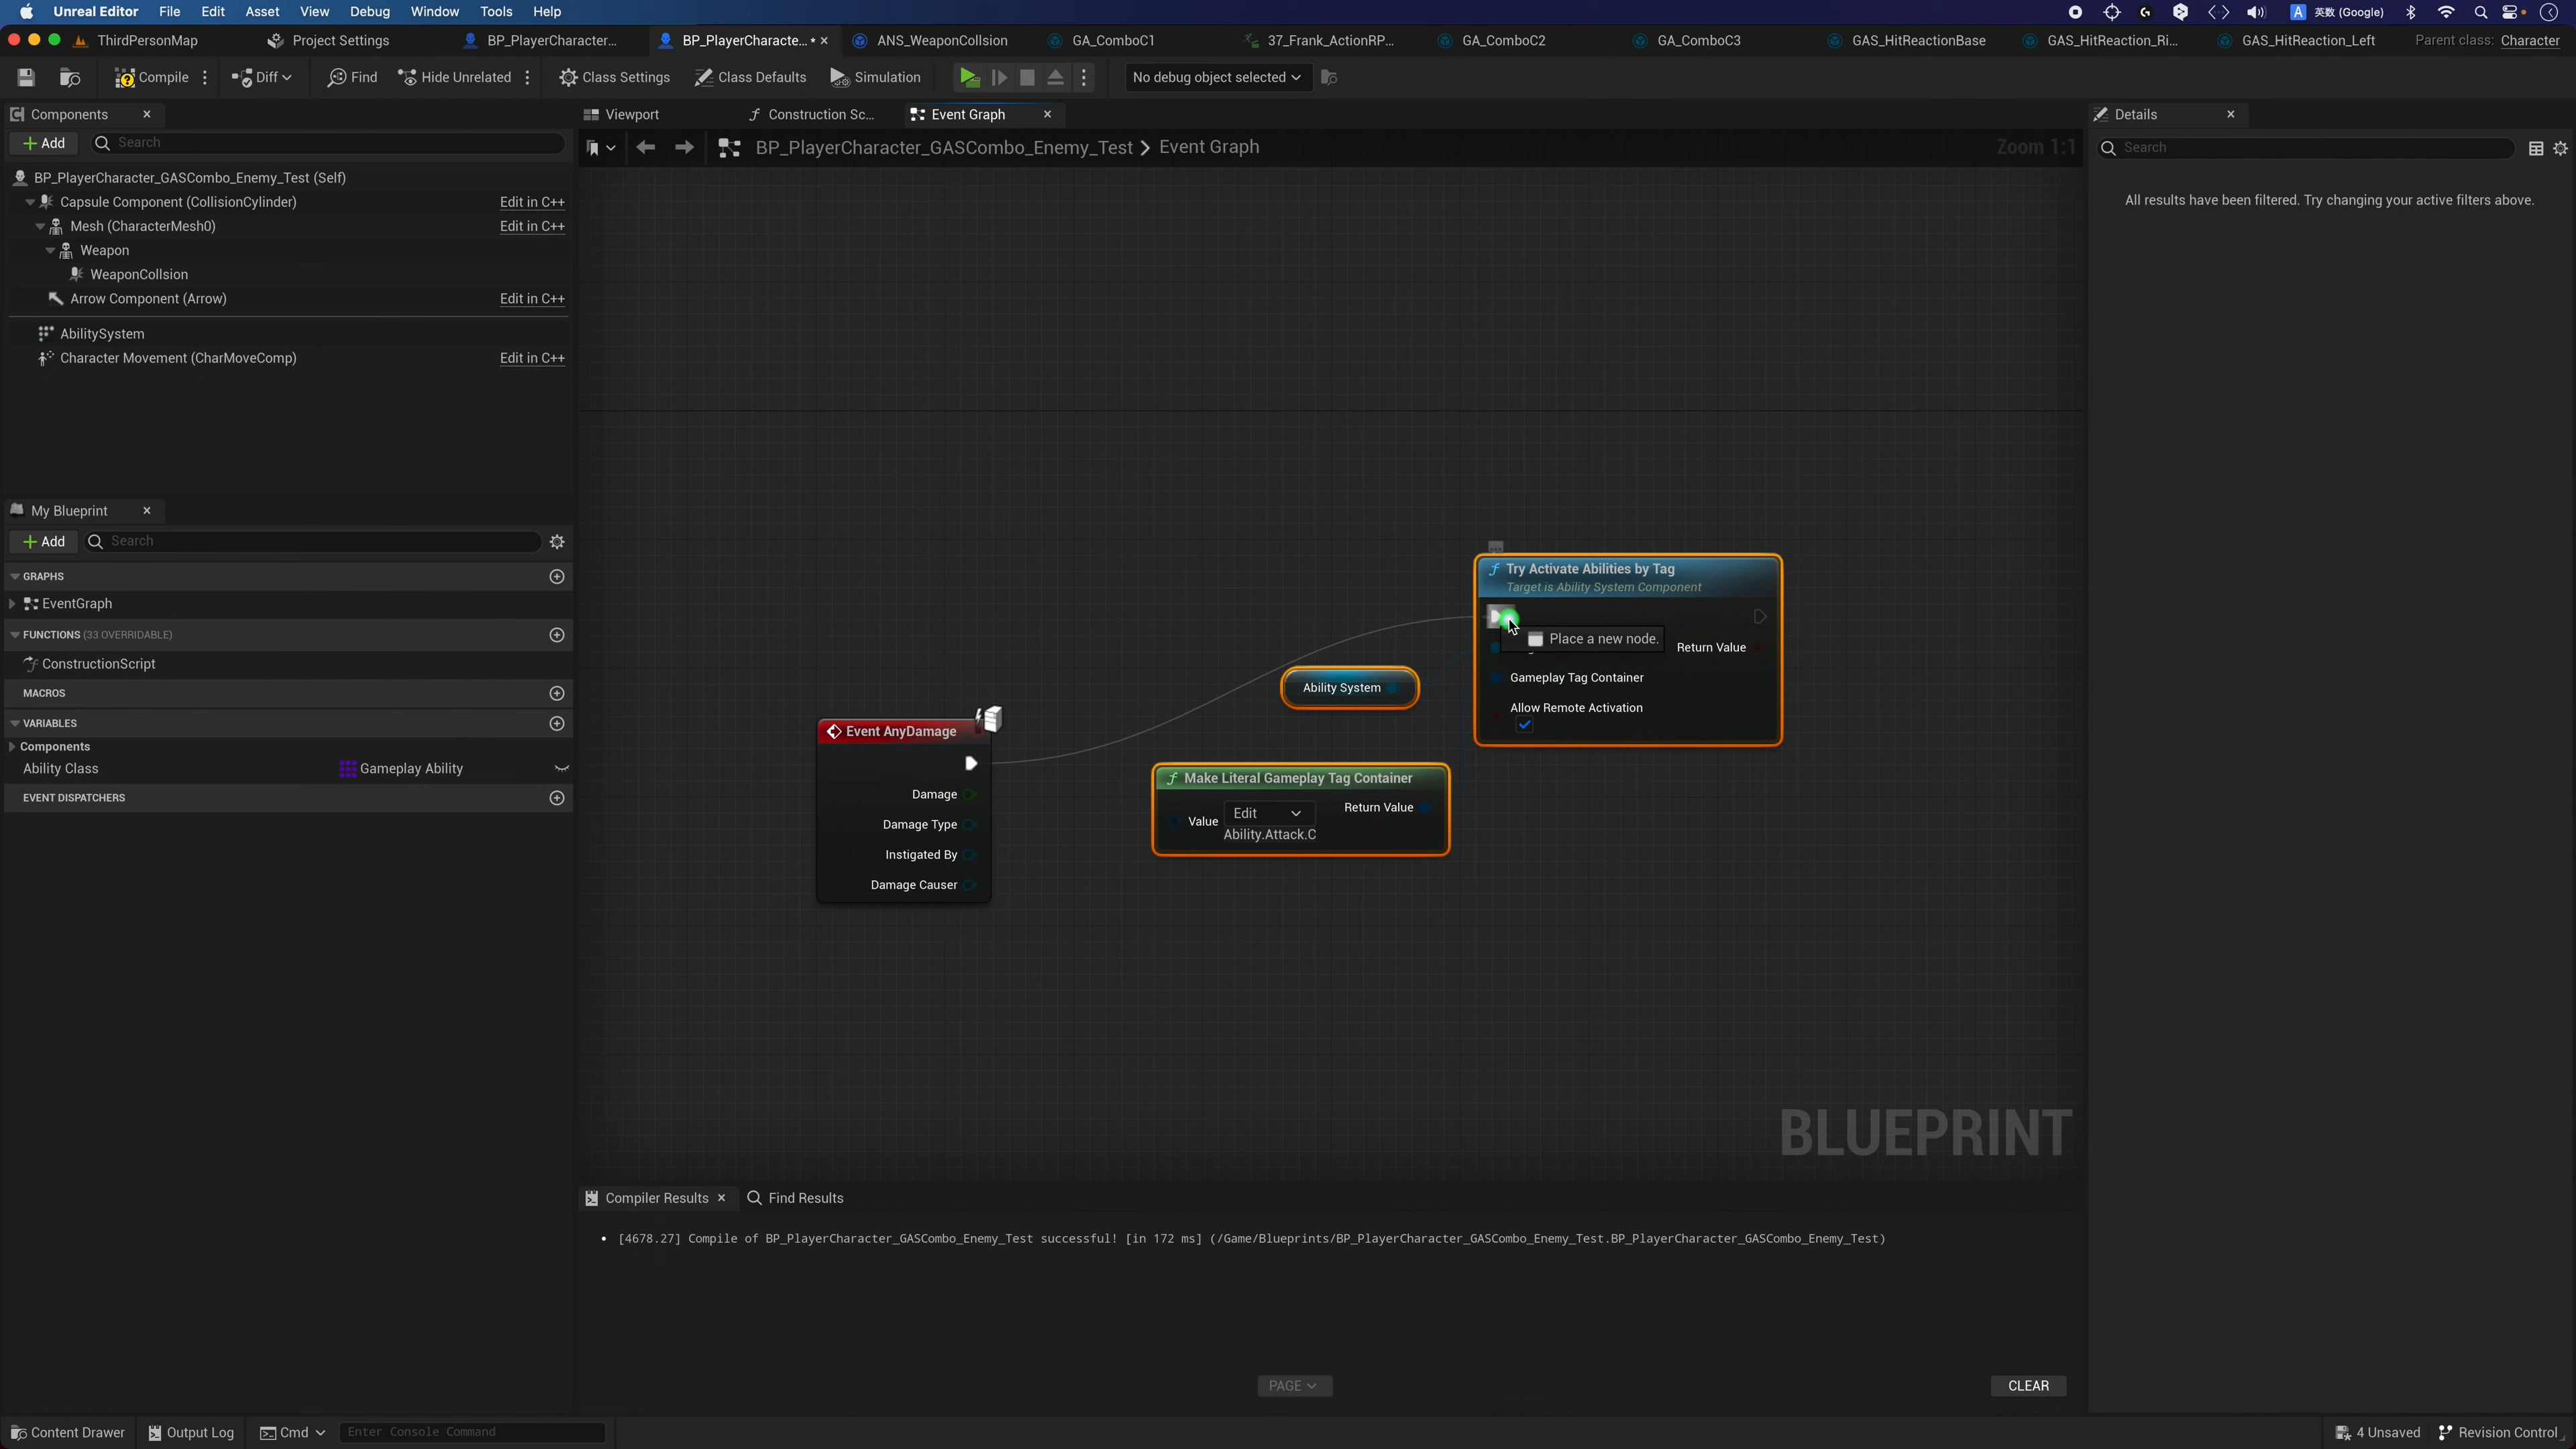 Unreal Editor File Edit Asset View Debug Window Tools Help A 英数 (Google)
ThirdPersonMap Project Settings BP_PlayerCharacter... BP_PlayerCharacte...• ANS_WeaponCollsion GA_ComboC1 37_Frank_ActionRP... GA_ComboC2 GA_ComboC3 GAS_HitReactionBase GAS_HitReaction_Ri... GAS_HitReaction_Left Parent class: Character
Compile Diff Find Hide Unrelated Class Settings Class Defaults Simulation No debug object selected
Components
Add Search
BP_PlayerCharacter_GASCombo_Enemy_Test (Self)
Capsule Component (CollisionCylinder) Edit in C++
Mesh (CharacterMesh0) Edit in C++
Weapon
WeaponCollsion
Arrow Component (Arrow) Edit in C++
AbilitySystem
Character Movement (CharMoveComp) Edit in C++
My Blueprint
Add Search
GRAPHS
EventGraph
FUNCTIONS (33 OVERRIDABLE)
ConstructionScript
MACROS
VARIABLES
Components
Ability Class Gameplay Ability
EVENT DISPATCHERS
Viewport Construction Sc... Event Graph
BP_PlayerCharacter_GASCombo_Enemy_Test > Event Graph Zoom 1:1
Try Activate Abilities by Tag
Target is Ability System Component
Place a new node.
Return Value
Gameplay Tag Container
Allow Remote Activation
Ability System
Event AnyDamage
Damage
Damage Type
Instigated By
Damage Causer
Make Literal Gameplay Tag Container
Value Edit Return Value
Ability.Attack.C
BLUEPRINT
Details
Search
All results have been filtered. Try changing your active filters above.
Compiler Results Find Results
[4678.27] Compile of BP_PlayerCharacter_GASCombo_Enemy_Test successful! [in 172 ms] (/Game/Blueprints/BP_PlayerCharacter_GASCombo_Enemy_Test.BP_PlayerCharacter_GASCombo_Enemy_Test)
PAGE CLEAR
Content Drawer Output Log Cmd Enter Console Command 4 Unsaved Revision Control